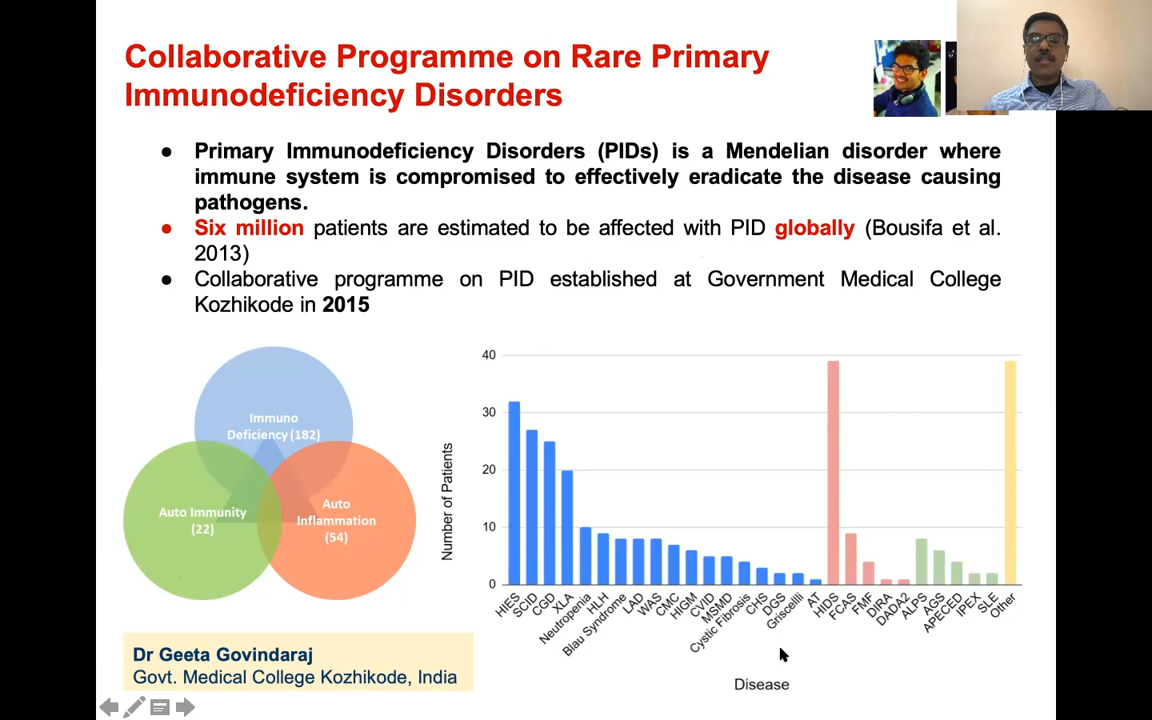 Collaborative Programme on Rare Primary
Immunodeficiency Disorders
● Primary Immunodeficiency Disorders (PIDs) is a Mendelian disorder where
immune system is compromised to effectively eradicate the disease causing
pathogens.
● Six million patients are estimated to be affected with PID globally (Bousifa et al.
2013)
● Collaborative programme on PID established at Government Medical College
Kozhikode in 2015
Immuno
Deficiency (182)
Auto Immunity
(22)
Auto
Inflammation
(54)
Number of Patients
40
30
20
10
0
HIES
SCID
CGD
XLA
Neutropenia
HLH
Blau Syndrome
LAD
WAS
CMC
HIGM
CVID
MSMD
Cystic Fibrosis
CHS
DGS
Griscellii
AT
HIDS
FCAS
FMF
DIRA
DADA2
ALPS
AGS
APECED
IPEX
SLE
Other
Disease
Dr Geeta Govindaraj
Govt. Medical College Kozhikode, India